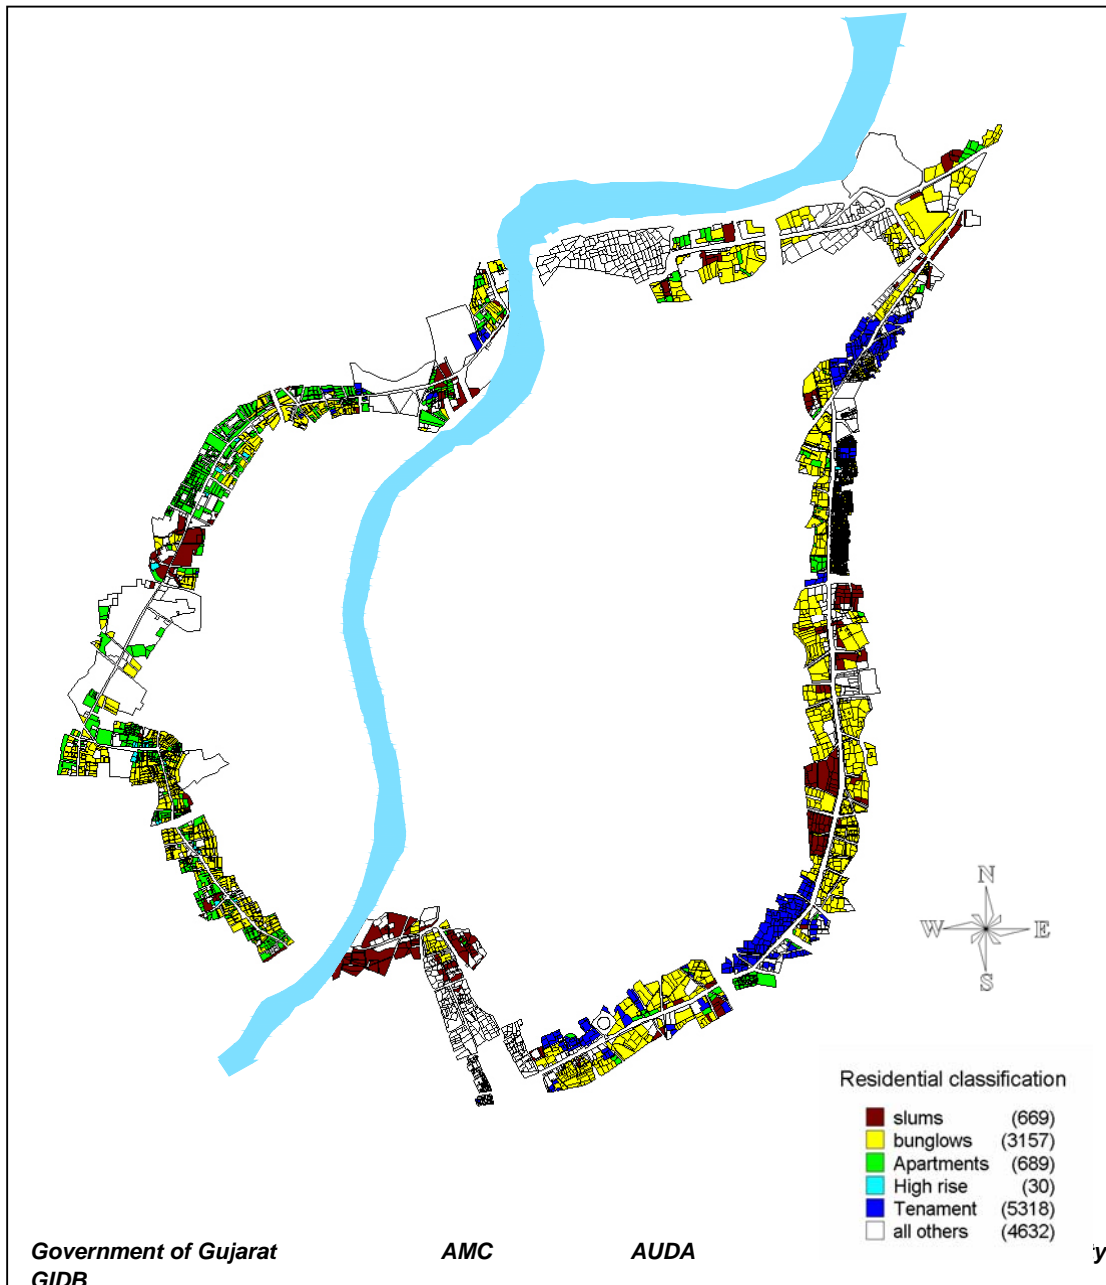 N
W E
S
Residential classification
slums (669)
bunglows (3157)
Apartments (689)
High rise (30)
Tenament (5318)
all others (4632)
Government of Gujarat AMC AUDA y
GIDB